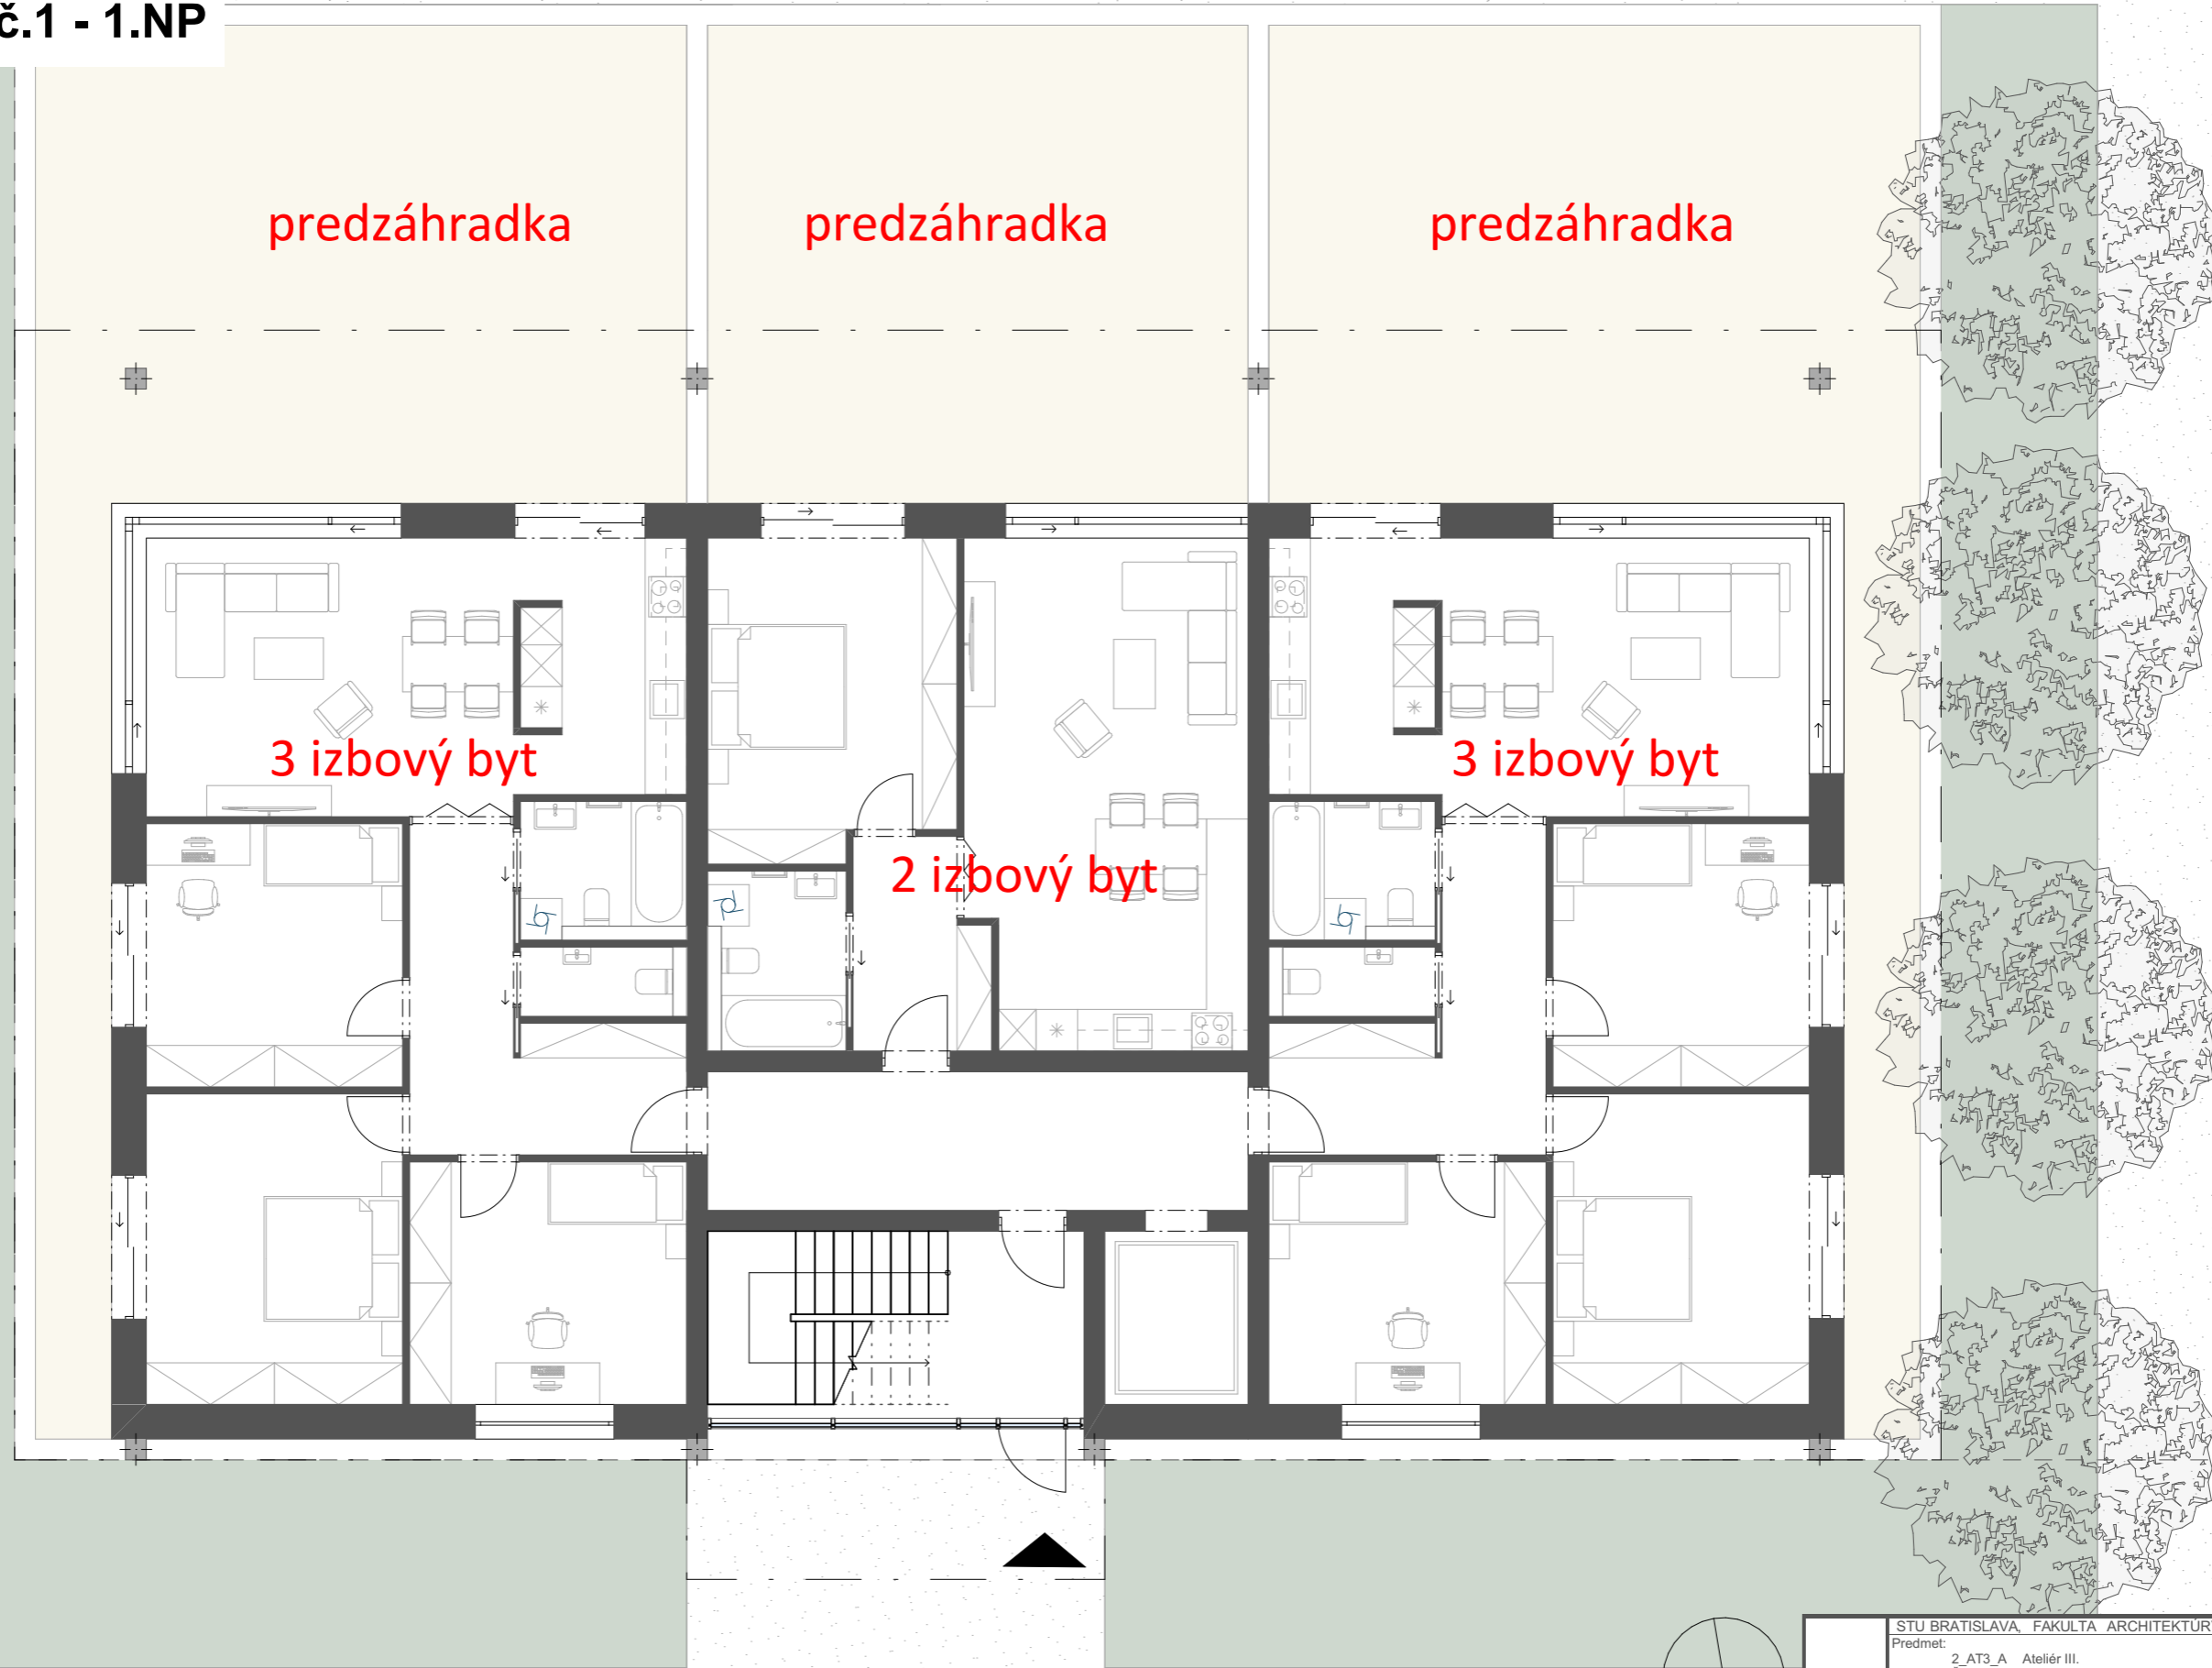 č.1 - 1.NP
predzáhradka
predzáhradka
predzáhradka
3 izbový byt
3 izbový byt
2 izbový byt
STU BRATISLAVA, FAKULTA ARCHITEKTÚR
Predmet:
2_AT3_A Ateliér III.